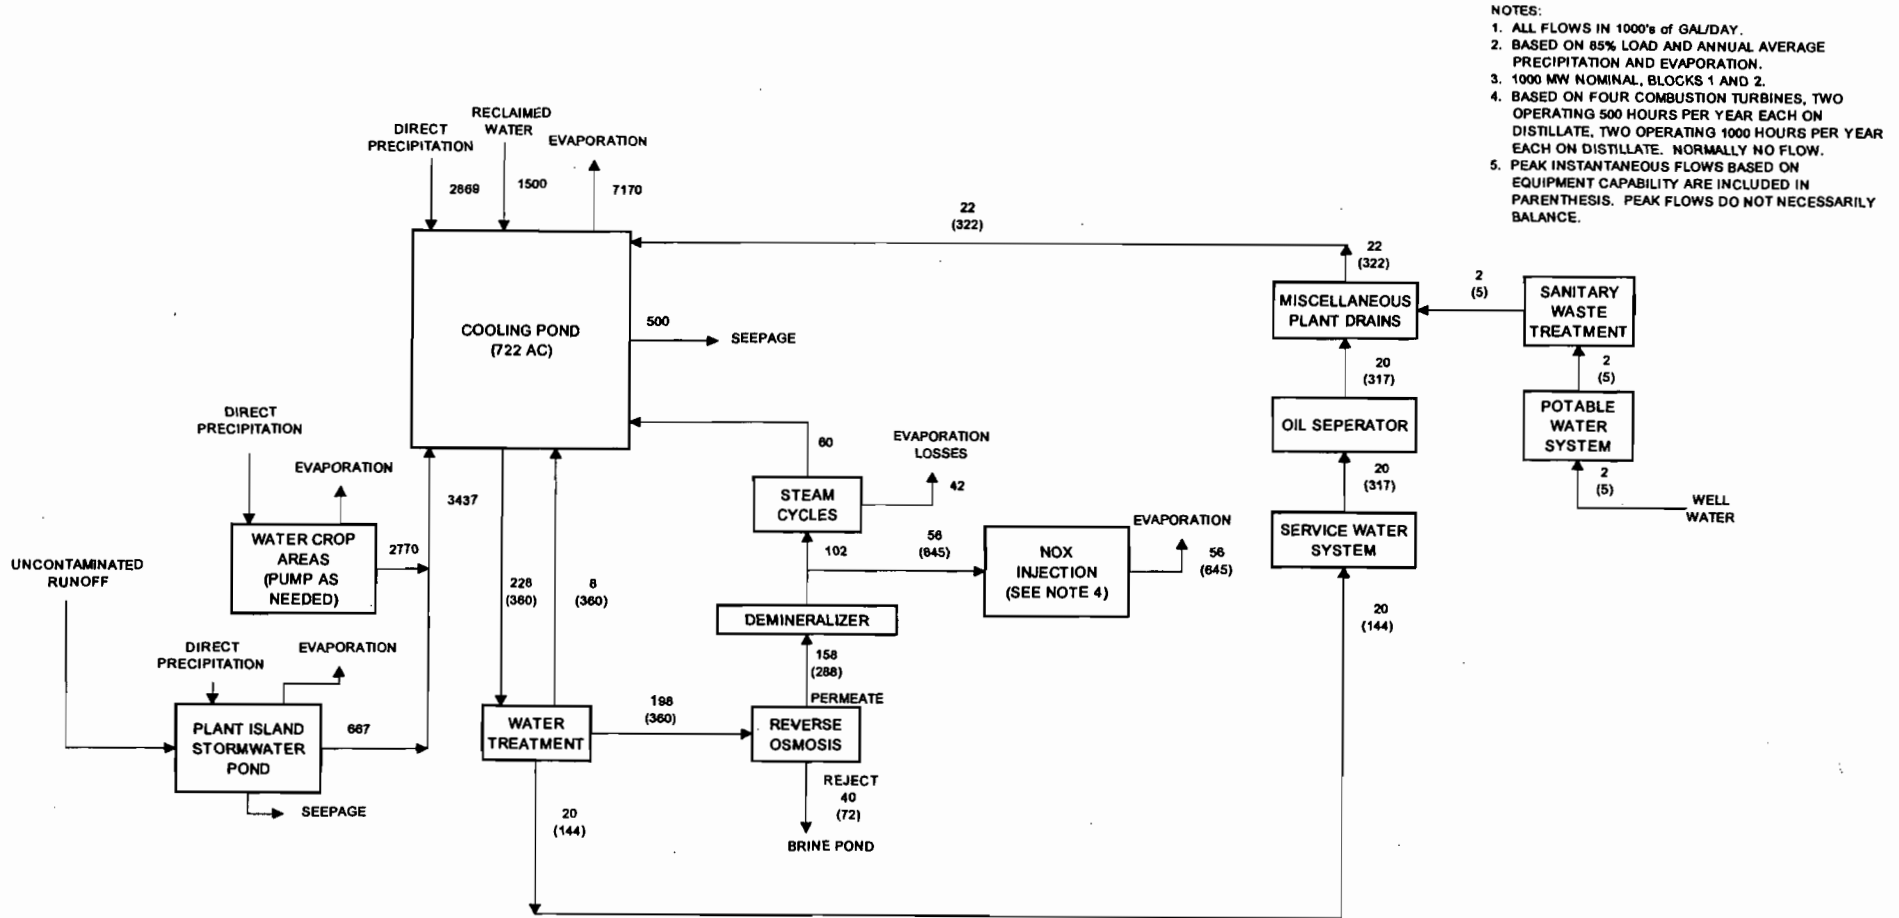 NOTES:
1. ALL FLOWS IN 1000's of GAL/DAY.
2. BASED ON 85% LOAD AND ANNUAL AVERAGE
PRECIPITATION AND EVAPORATION.
3. 1000 MW NOMINAL, BLOCKS 1 AND 2.
4. BASED ON FOUR COMBUSTION TURBINES, TWO
OPERATING 500 HOURS PER YEAR EACH ON
DISTILLATE, TWO OPERATING 1000 HOURS PER YEAR
EACH ON DISTILLATE. NORMALLY NO FLOW.
5. PEAK INSTANTANEOUS FLOWS BASED ON
EQUIPMENT CAPABILITY ARE INCLUDED IN
PARENTHESIS. PEAK FLOWS DO NOT NECESSARILY
BALANCE.
DIRECT
PRECIPITATION
2869
RECLAIMED
WATER
1500
EVAPORATION
7170
COOLING POND
(722 AC)
500
SEEPAGE
22
(322)
22
(322)
MISCELLANEOUS
PLANT DRAINS
2
(5)
SANITARY
WASTE
TREATMENT
2
(5)
POTABLE
WATER
SYSTEM
2
(5)
WELL
WATER
20
(317)
OIL SEPERATOR
20
(317)
SERVICE WATER
SYSTEM
20
(144)
DIRECT
PRECIPITATION
EVAPORATION
WATER CROP
AREAS
(PUMP AS
NEEDED)
2770
3437
UNCONTAMINATED
RUNOFF
DIRECT
PRECIPITATION
EVAPORATION
PLANT ISLAND
STORMWATER
POND
667
SEEPAGE
228
(360)
8
(360)
WATER
TREATMENT
20
(144)
198
(360)
REVERSE
OSMOSIS
REJECT
40
(72)
BRINE POND
PERMEATE
158
(288)
DEMINERALIZER
102
STEAM
CYCLES
60
EVAPORATION
LOSSES
42
56
(645)
NOX
INJECTION
(SEE NOTE 4)
EVAPORATION
56
(645)